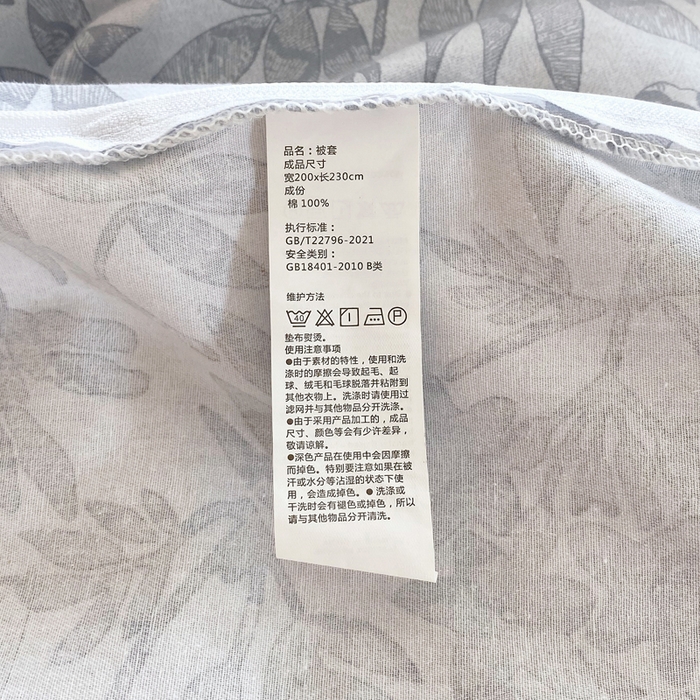 品名：被套
成品尺寸
宽200x长230cm
成份
棉 100%
执行标准：
GB/T22796-2021
安全类别：
GB18401-2010 B类
维护方法
40 P
垫布熨烫。
使用注意事项
●由于素材的特性，使用和洗
涤时的摩擦会导致起毛、起
球、绒毛和毛球脱落并粘附到
其他衣物上。洗涤时请使用过
滤网并与其他物品分开洗涤。
●由于采用产品加工的，成品
尺寸、颜色等会有少许差异，
敬请谅解。
●深色产品在使用中会因摩擦
而掉色。特别要注意如果在被
汗或水分等沾湿的状态下使
用，会造成掉色。●洗涤或
干洗时会有褪色或掉色，所以
请与其他物品分开清洗。